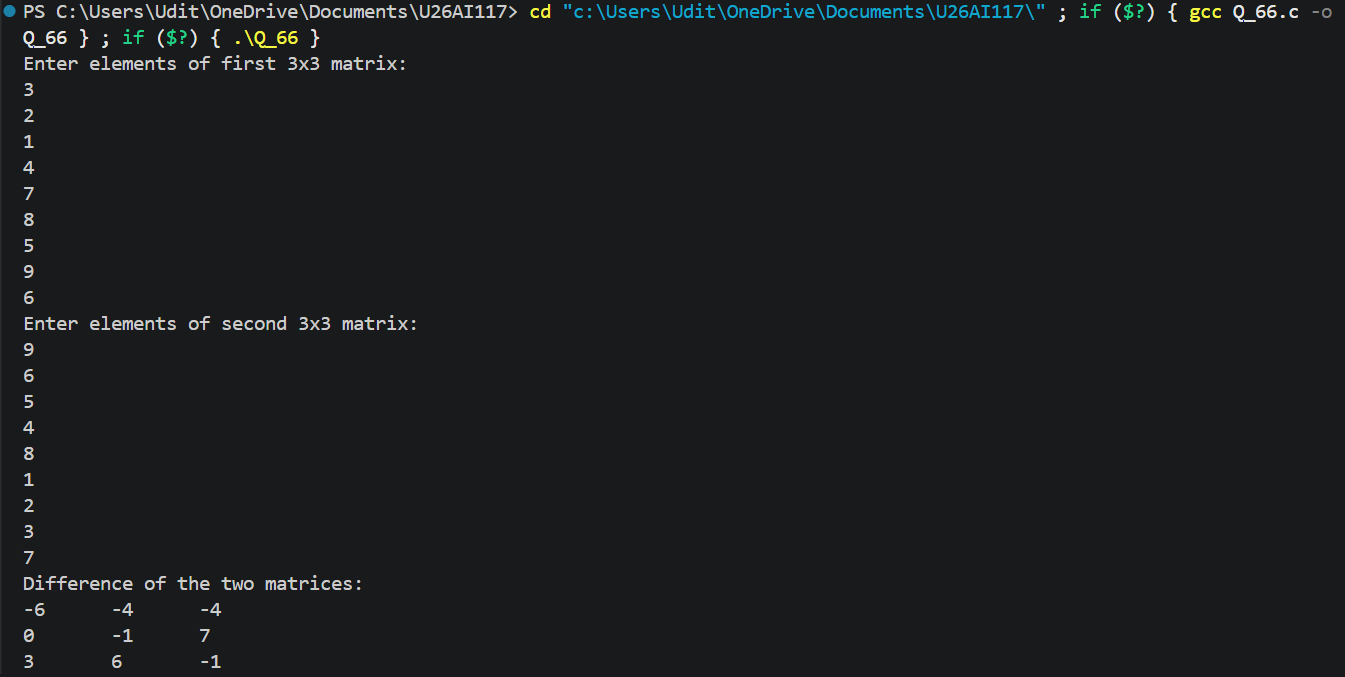 PS C:\Users\Udit\OneDrive\Documents\U26AI117> cd "c:\Users\Udit\OneDrive\Documents\U26AI117\" ; if ($?) { gcc Q_66.c -o
Q_66 } ; if ($?) { .\Q_66 }
Enter elements of first 3x3 matrix:
3
2
1
4
7
8
5
9
6
Enter elements of second 3x3 matrix:
9
6
5
4
8
1
2
3
7
Difference of the two matrices:
-6      -4      -4
0       -1      7
3       6       -1